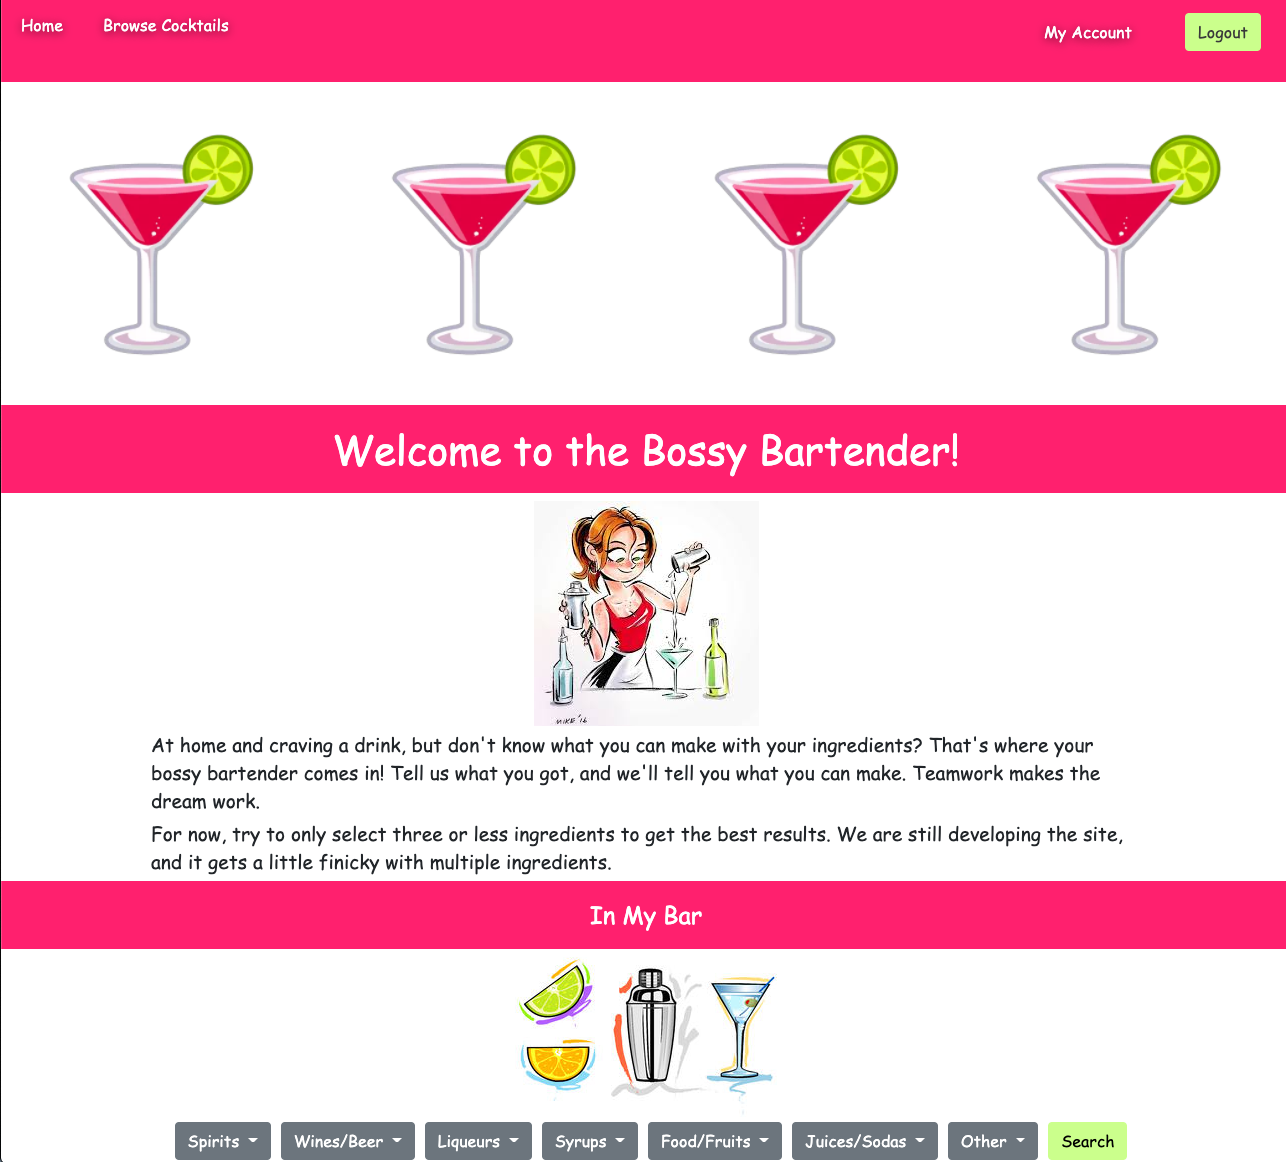 Home Browse Cocktails My Account Logout
Welcome to the Bossy Bartender!
MIKE '16
At home and craving a drink, but don't know what you can make with your ingredients? That's where your
bossy bartender comes in! Tell us what you got, and we'll tell you what you can make. Teamwork makes the
dream work.
For now, try to only select three or less ingredients to get the best results. We are still developing the site,
and it gets a little finicky with multiple ingredients.
In My Bar
Spirits Wines/Beer Liqueurs Syrups Food/Fruits Juices/Sodas Other Search